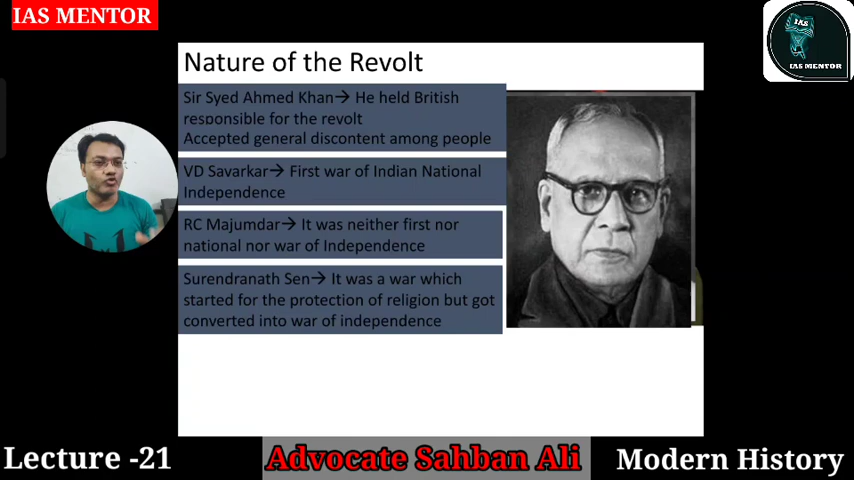 IAS MENTOR
IAS
IAS MENTOR
Nature of the Revolt
Sir Syed Ahmed Khan→ He held British
responsible for the revolt
Accepted general discontent among people
VD Savarkar→ First war of Indian National
Independence
RC Majumdar→ It was neither first nor
national nor war of Independence
Surendranath Sen→ It was a war which
started for the protection of religion but got
converted into war of independence
Lecture -21
Advocate Sahban Ali
Modern History